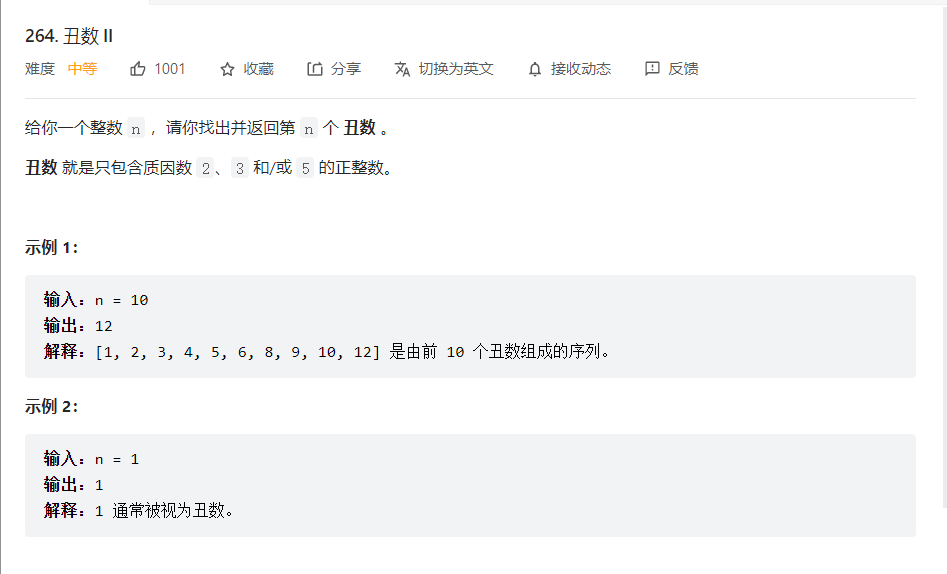 264. 丑数 II
难度 中等 1001 收藏 分享 切换为英文 接收动态 反馈
给你一个整数 n ，请你找出并返回第 n 个 丑数 。
丑数 就是只包含质因数 2、3 和/或 5 的正整数。
示例 1：
输入：n = 10
输出：12
解释：[1, 2, 3, 4, 5, 6, 8, 9, 10, 12] 是由前 10 个丑数组成的序列。
示例 2：
输入：n = 1
输出：1
解释：1 通常被视为丑数。